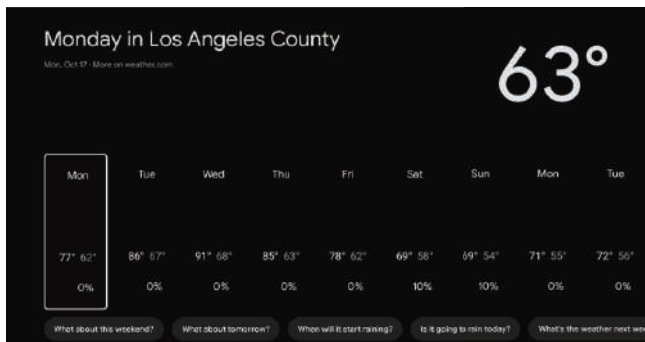 Monday in Los Angeles County
Mon, Oct 17 · More on weather.com
63°
Mon Tue Wed Thu Fri Sat Sun Mon Tue
77° 62° 86° 67° 91° 68° 85° 63° 78° 62° 69° 58° 69° 54° 71° 55° 72° 56°
0% 0% 0% 0% 0% 10% 10% 0% 0%
What about this weekend? What about tomorrow? When will it start raining? Is it going to rain today? What's the weather next wee